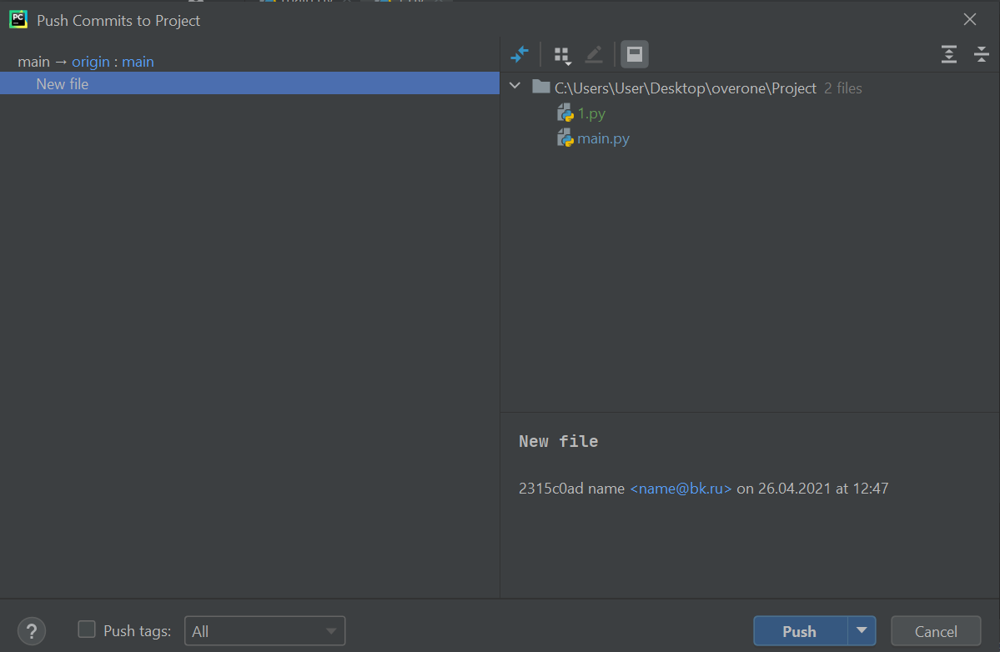 PC Push Commits to Project
main → origin : main
New file
C:\Users\User\Desktop\overone\Project 2 files
1.py
main.py
New file
2315c0ad name <name@bk.ru> on 26.04.2021 at 12:47
? Push tags: All Push Cancel